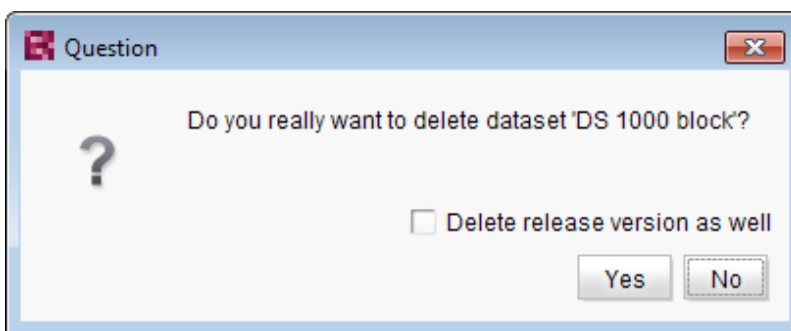 Question
Do you really want to delete dataset 'DS 1000 block'?
Delete release version as well
Yes No